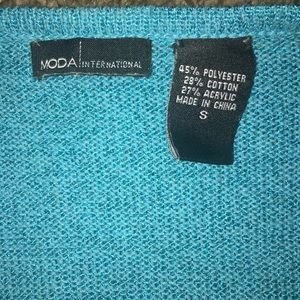 MODA INTERNATIONAL
45% POLYESTER
28% COTTON
27% ACRYLIC
MADE IN CHINA
S